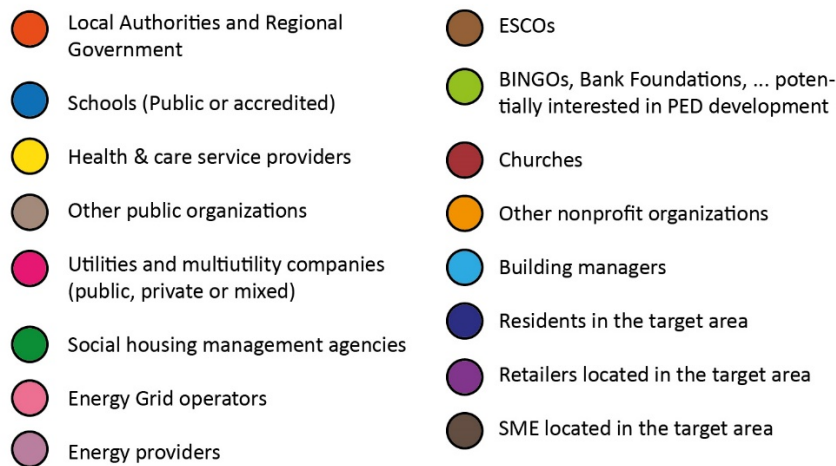 Local Authorities and Regional
Government
Schools (Public or accredited)
Health & care service providers
Other public organizations
Utilities and multiutility companies
(public, private or mixed)
Social housing management agencies
Energy Grid operators
Energy providers
ESCOs
BINGOs, Bank Foundations, ... poten-
tially interested in PED development
Churches
Other nonprofit organizations
Building managers
Residents in the target area
Retailers located in the target area
SME located in the target area